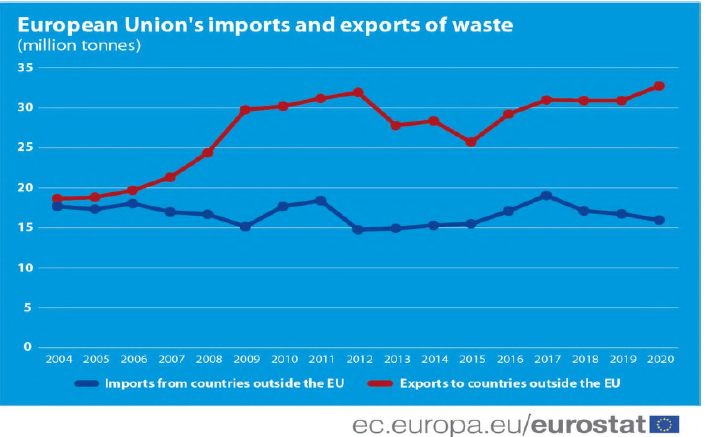 European Union's imports and exports of waste
(million tonnes)
35
30
25
20
15
10
5
0
2004 2005 2006 2007 2008 2009 2010 2011 2012 2013 2014 2015 2016 2017 2018 2019 2020
Imports from countries outside the EU Exports to countries outside the EU
ec.europa.eu/eurostat